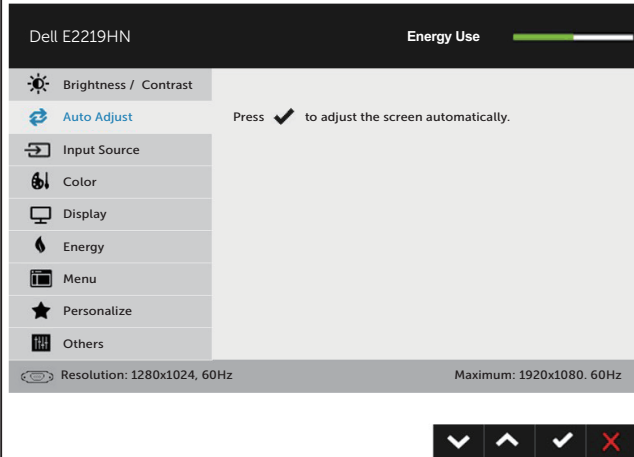 Dell E2219HN
Energy Use
Brightness / Contrast
Auto Adjust
Press to adjust the screen automatically.
Input Source
Color
Display
Energy
Menu
Personalize
Others
Resolution: 1280x1024, 60Hz
Maximum: 1920x1080. 60Hz